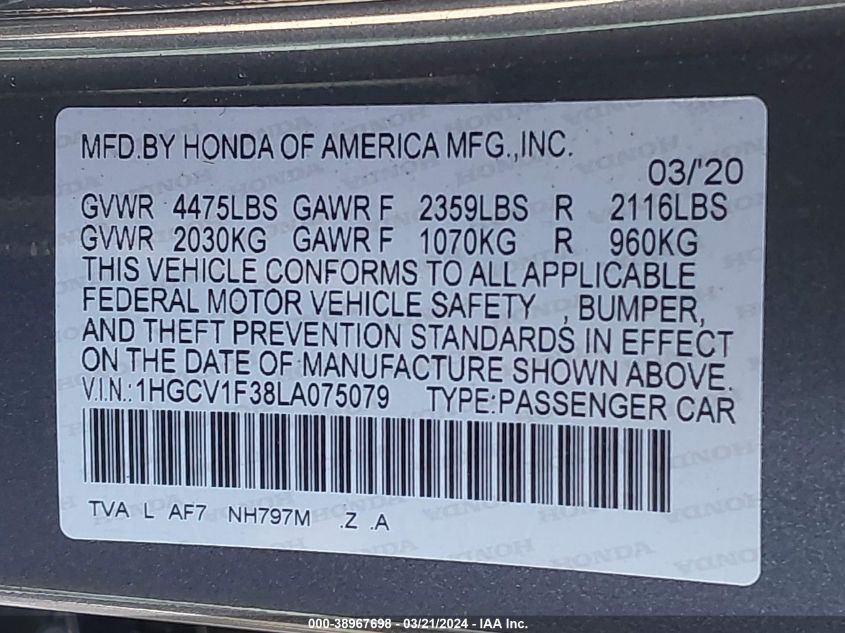 MFD.BY HONDA OF AMERICA MFG.,INC.
03/'20
GVWR 4475LBS GAWR F 2359LBS R 2116LBS
GVWR 2030KG GAWR F 1070KG R 960KG
THIS VEHICLE CONFORMS TO ALL APPLICABLE
FEDERAL MOTOR VEHICLE SAFETY , BUMPER,
AND THEFT PREVENTION STANDARDS IN EFFECT
ON THE DATE OF MANUFACTURE SHOWN ABOVE.
V.I.N.:1HGCV1F38LA075079 TYPE:PASSENGER CAR
TVA L AF7 NH797M .Z .A
000-38967698 - 03/21/2024 - IAA Inc.